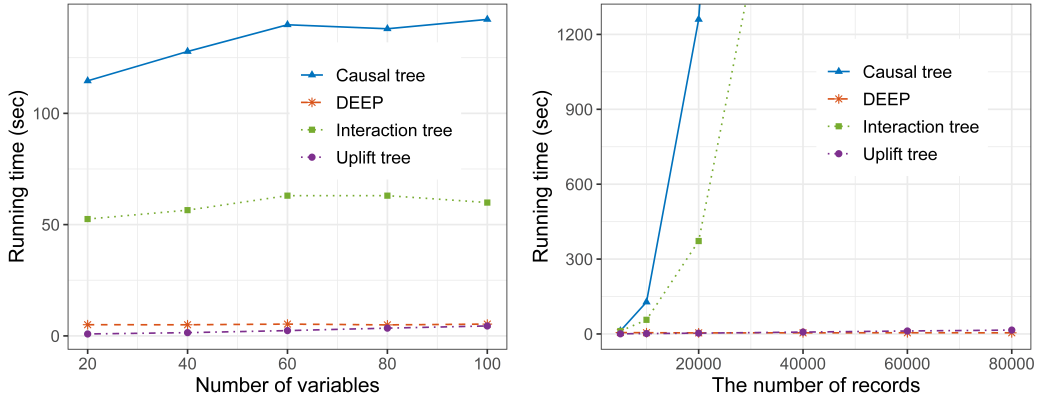 Running time (sec)
100
50
0
Causal tree
DEEP
Interaction tree
Uplift tree
20 40 60 80 100
Number of variables
Running time (sec)
1200
900
600
300
0
Causal tree
DEEP
Interaction tree
Uplift tree
20000 40000 60000 80000
The number of records